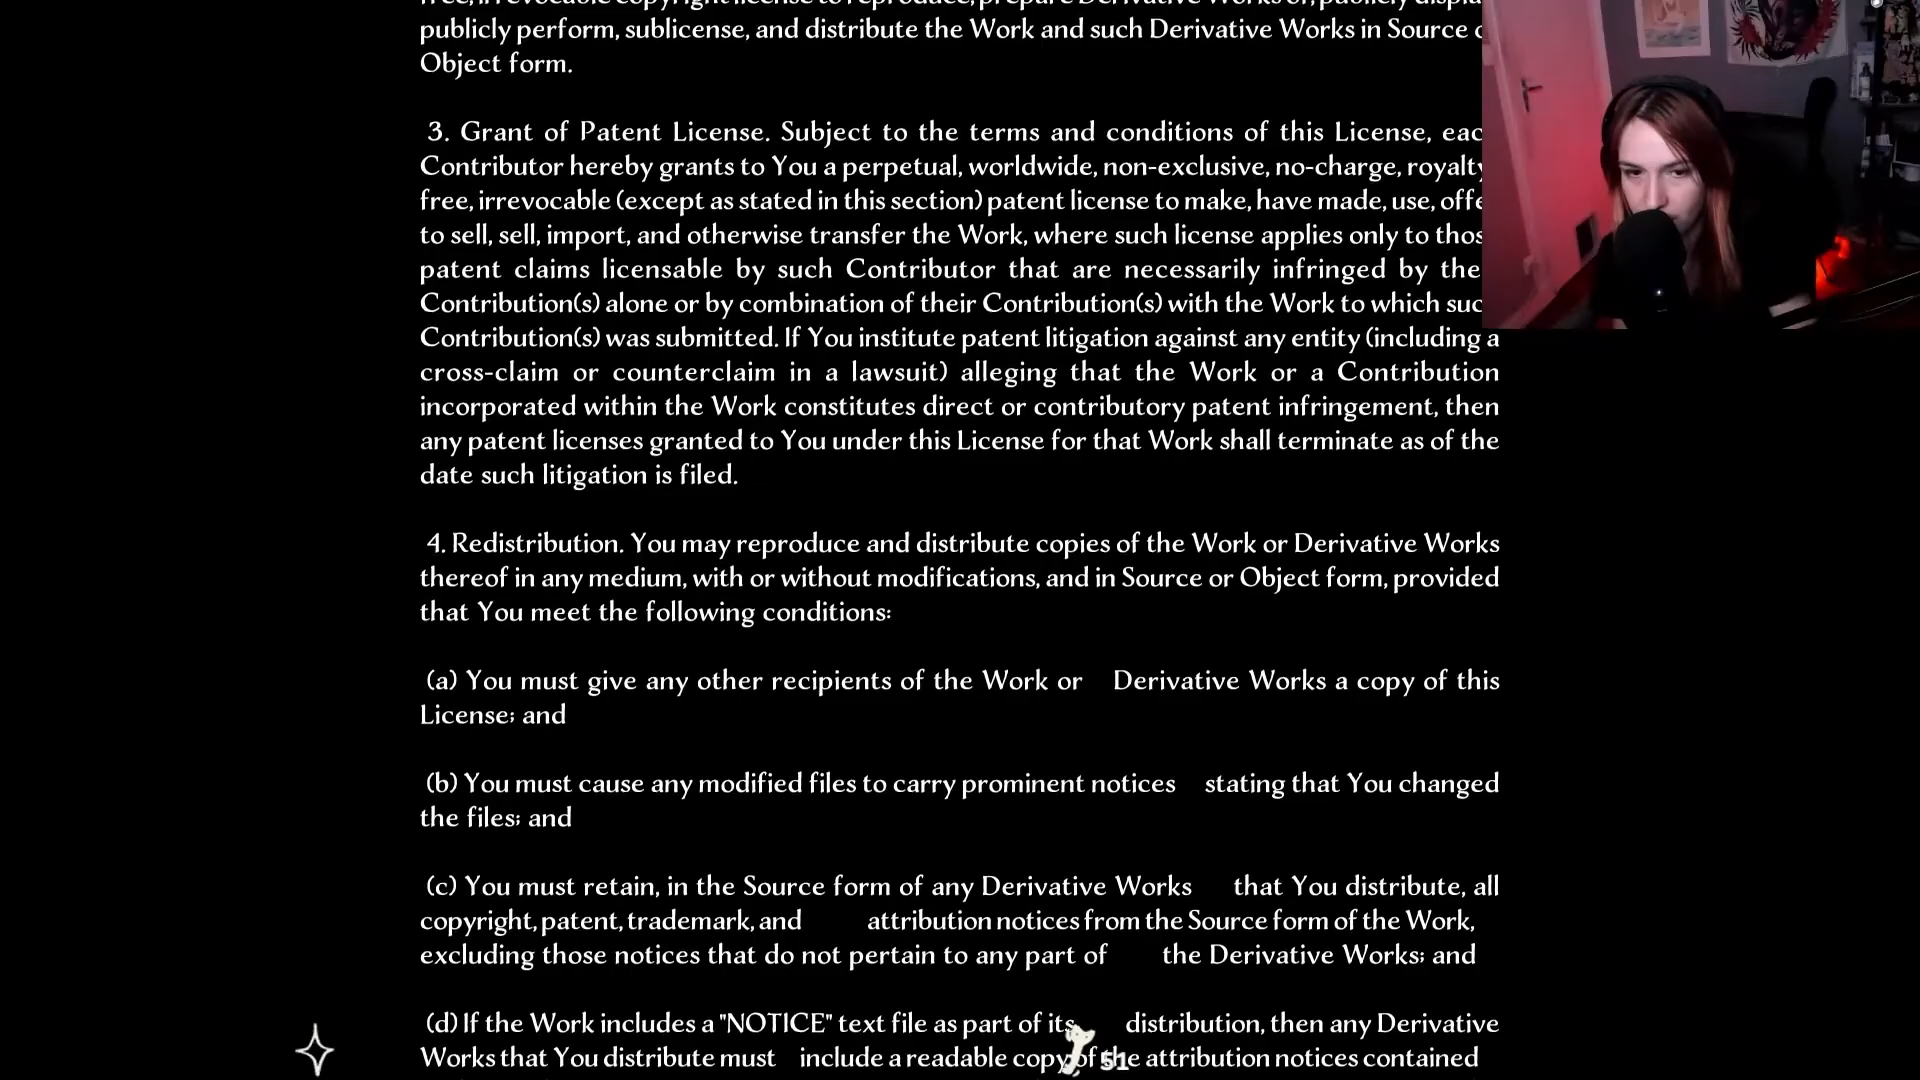 publicly perform, sublicense, and distribute the Work and such Derivative Works in Source
Object form.
3. Grant of Patent License. Subject to the terms and conditions of this License,
Contributor hereby grants to You a perpetual, worldwide, non-exclusive, no-charge, royalty
free, irrevocable (except as stated in this section) patent license to make, have made, use,
to sell, sell, import, and otherwise transfer the Work, where such license applies only to
patent claims licensable by such Contributor that are necessarily infringed by
Contribution(s) alone or by combination of their Contribution(s) with the Work to which
Contribution(s) was submitted. If You institute patent litigation against any entity (including a
cross-claim or counterclaim in a lawsuit) alleging that the Work or a Contribution
incorporated within the Work constitutes direct or contributory patent infringement, then
any patent licenses granted to You under this License for that Work shall terminate as of the
date such litigation is filed.
4. Redistribution. You may reproduce and distribute copies of the Work or Derivative Works
thereof in any medium, with or without modifications, and in Source or Object form, provided
that You meet the following conditions:
(a) You must give any other recipients of the Work or Derivative Works a copy of this
License; and
(b) You must cause any modified files to carry prominent notices stating that You changed
the files; and
(c) You must retain, in the Source form of any Derivative Works that You distribute, all
copyright, patent, trademark, and attribution notices from the Source form of the Work,
excluding those notices that do not pertain to any part of the Derivative Works; and
(d) If the Work includes a "NOTICE" text file as part of its distribution, then any Derivative
Works that You distribute must include a readable copy of the attribution notices contained
51